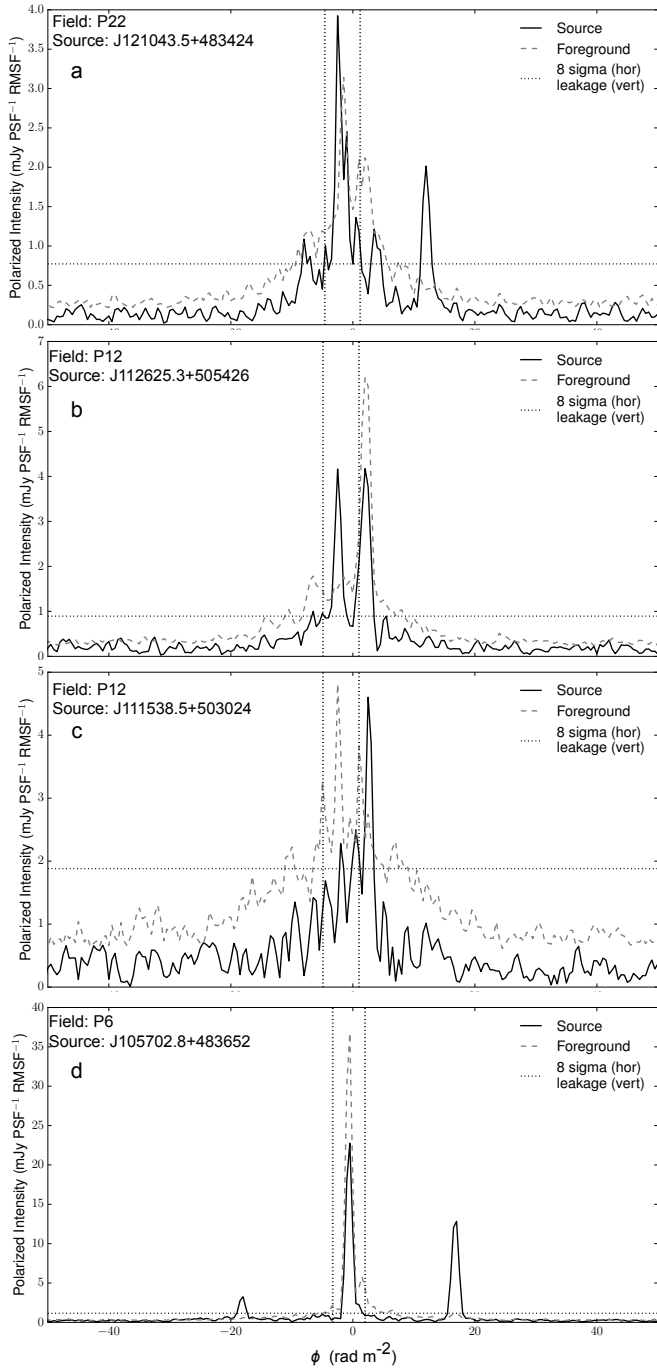 Field: P22
Source: J121043.5+483424
a
Source
Foreground
8 sigma (hor)
leakage (vert)
Polarized Intensity (mJy PSF⁻¹ RMSF⁻¹)
4.0
3.5
3.0
2.5
2.0
1.5
1.0
0.5
0.0
Field: P12
Source: J112625.3+505426
b
Source
Foreground
8 sigma (hor)
leakage (vert)
Polarized Intensity (mJy PSF⁻¹ RMSF⁻¹)
7
6
5
4
3
2
1
0
Field: P12
Source: J111538.5+503024
c
Source
Foreground
8 sigma (hor)
leakage (vert)
Polarized Intensity (mJy PSF⁻¹ RMSF⁻¹)
5
4
3
2
1
0
Field: P6
Source: J105702.8+483652
d
Source
Foreground
8 sigma (hor)
leakage (vert)
Polarized Intensity (mJy PSF⁻¹ RMSF⁻¹)
40
35
30
25
20
15
10
5
0
−40 −20 0 20 40
ϕ (rad m⁻²)